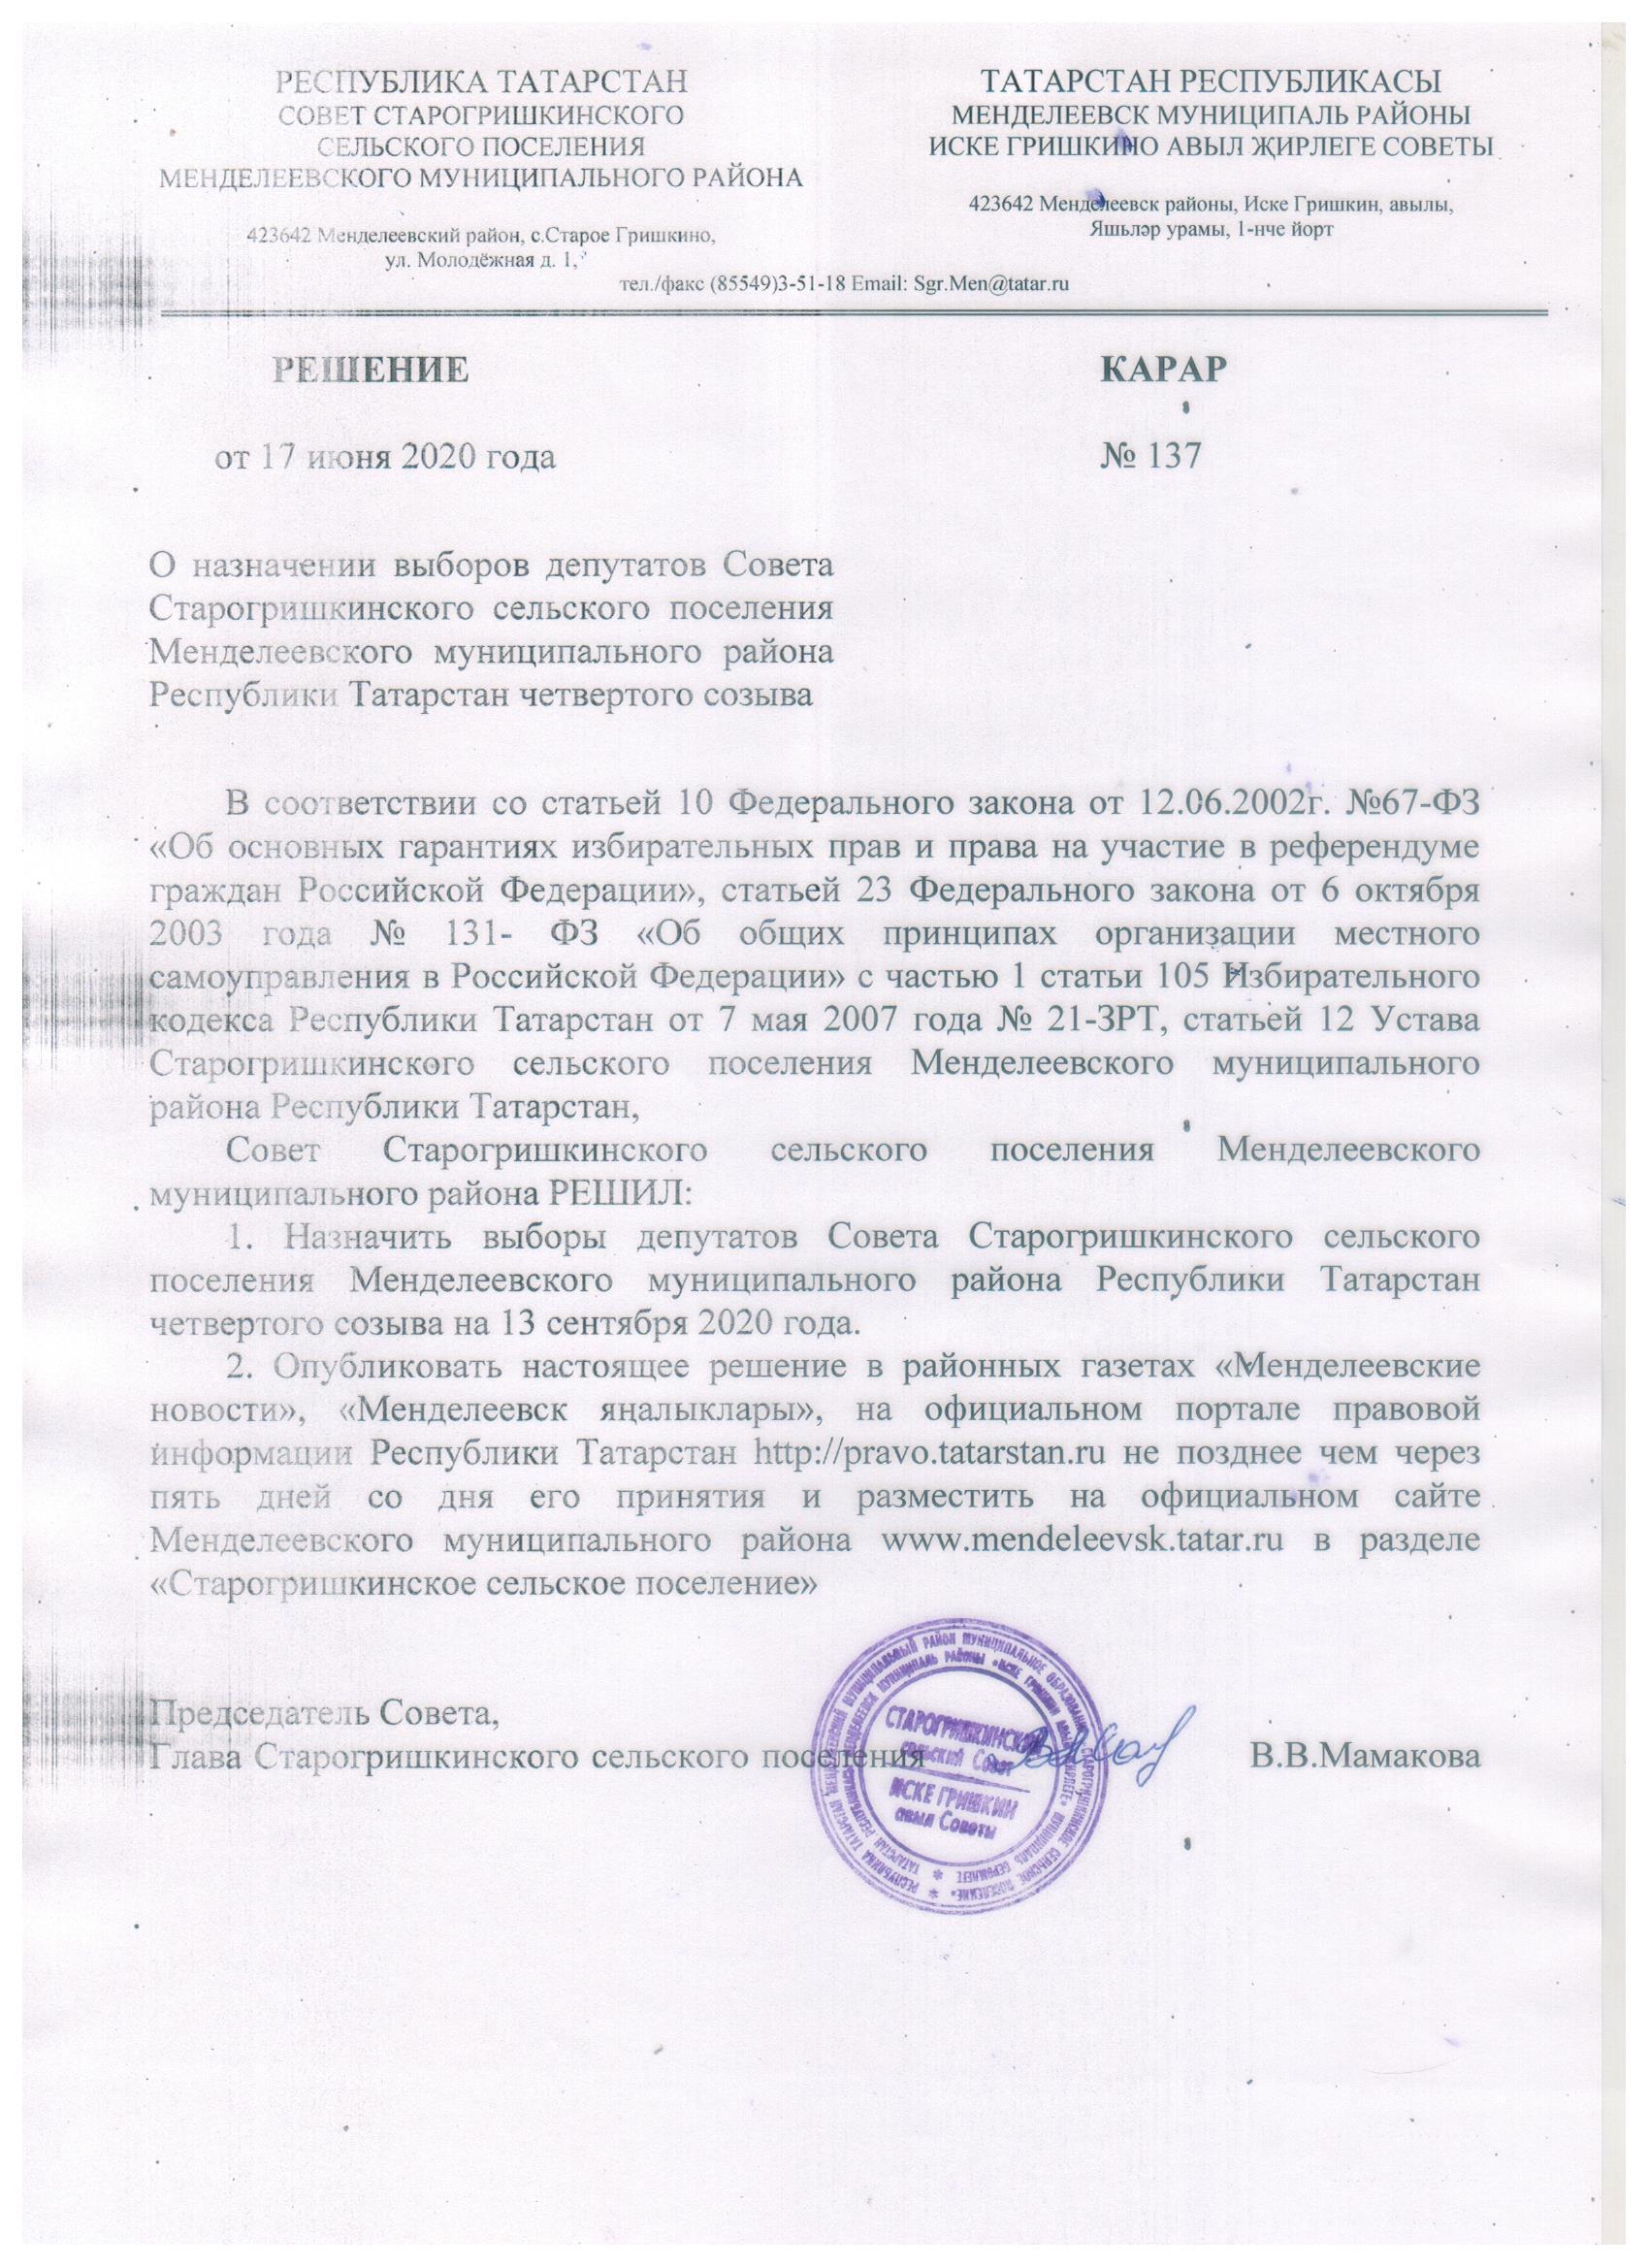 РЕСПУБЛИКА ТАТАРСТАН
СОВЕТ СТАРОГРИШКИНСКОГО
СЕЛЬСКОГО ПОСЕЛЕНИЯ
МЕНДЕЛЕЕВСКОГО МУНИЦИПАЛЬНОГО РАЙОНА
423642 Менделеевский район, с.Старое Гришкино,
ул. Молодёжная д. 1,
ТАТАРСТАН РЕСПУБЛИКАСЫ
МЕНДЕЛЕЕВСК МУНИЦИПАЛЬ РАЙОНЫ
ИСКЕ ГРИШКИНО АВЫЛ ҖИРЛЕГЕ СОВЕТЫ
423642 Менделеевск районы, Иске Гришкин, авылы,
Яшьләр урамы, 1-нче йорт
тел./факс (85549)3-51-18 Email: Sgr.Men@tatar.ru
РЕШЕНИЕ
КАРАР
от 17 июня 2020 года
№ 137
О назначении выборов депутатов Совета
Старогришкинского сельского поселения
Менделеевского муниципального района
Республики Татарстан четвертого созыва
В соответствии со статьей 10 Федерального закона от 12.06.2002г. №67-ФЗ
«Об основных гарантиях избирательных прав и права на участие в референдуме
граждан Российской Федерации», статьей 23 Федерального закона от 6 октября
2003 года № 131- ФЗ «Об общих принципах организации местного
самоуправления в Российской Федерации» с частью 1 статьи 105 Избирательного
кодекса Республики Татарстан от 7 мая 2007 года № 21-ЗРТ, статьей 12 Устава
Старогришкинского сельского поселения Менделеевского муниципального
района Республики Татарстан,
Совет Старогришкинского сельского поселения Менделеевского
муниципального района РЕШИЛ:
1. Назначить выборы депутатов Совета Старогришкинского сельского
поселения Менделеевского муниципального района Республики Татарстан
четвертого созыва на 13 сентября 2020 года.
2. Опубликовать настоящее решение в районных газетах «Менделеевские
новости», «Менделеевск яңалыклары», на официальном портале правовой
информации Республики Татарстан http://pravo.tatarstan.ru не позднее чем через
пять дней со дня его принятия и разместить на официальном сайте
Менделеевского муниципального района www.mendeleevsk.tatar.ru в разделе
«Старогришкинское сельское поселение»
Председатель Совета,
Глава Старогришкинского сельского поселения В.В.Мамакова
СТАРОГРИШКИНСКИЙ
сельский Совет
ИСКЕ ГРИШКИН
авыл Советы